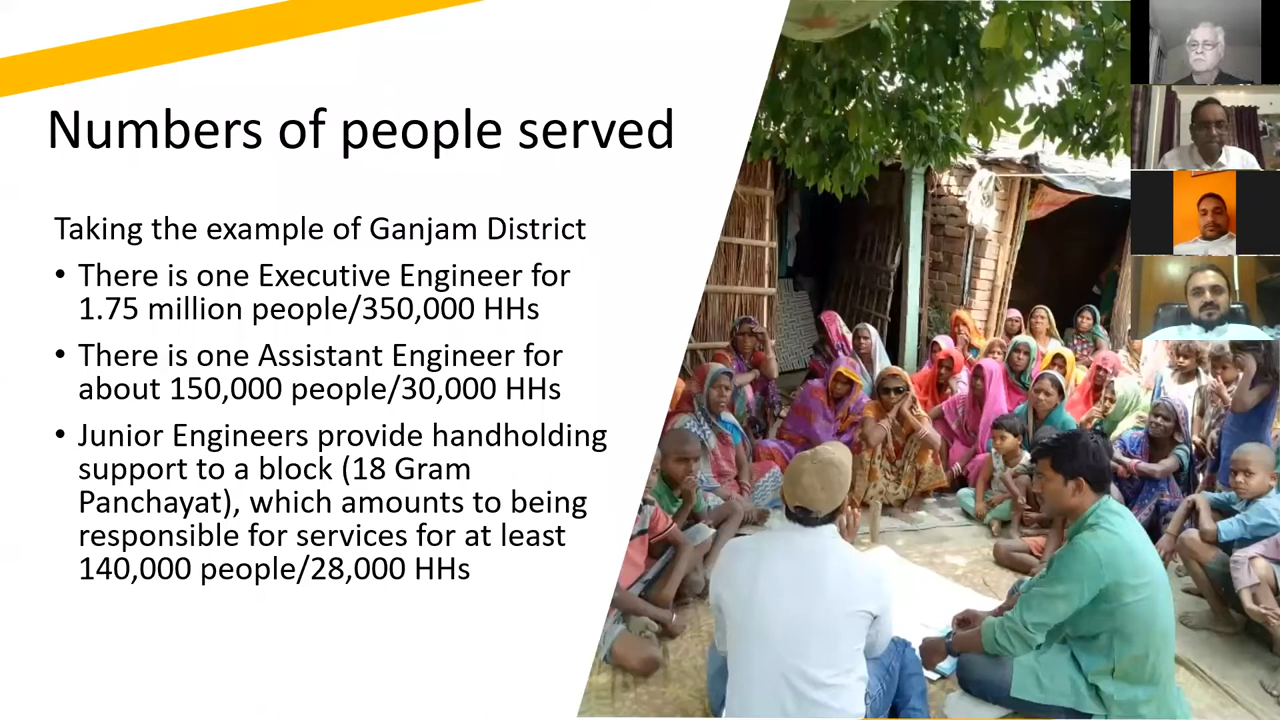 Numbers of people served
Taking the example of Ganjam District
• There is one Executive Engineer for
1.75 million people/350,000 HHs
• There is one Assistant Engineer for
about 150,000 people/30,000 HHs
• Junior Engineers provide handholding
support to a block (18 Gram
Panchayat), which amounts to being
responsible for services for at least
140,000 people/28,000 HHs